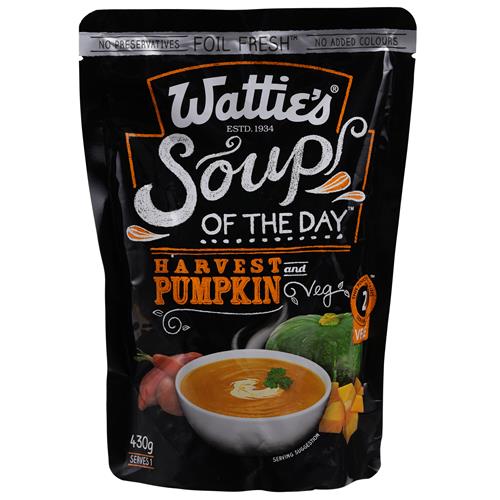 NO PRESERVATIVES FOIL FRESH™ NO ADDED COLOURS
Wattie's®
ESTD. 1934
Soup
OF THE DAY™
HARVEST and
PUMPKIN Veg
VEG
430g
SERVES 1
SERVING SUGGESTION